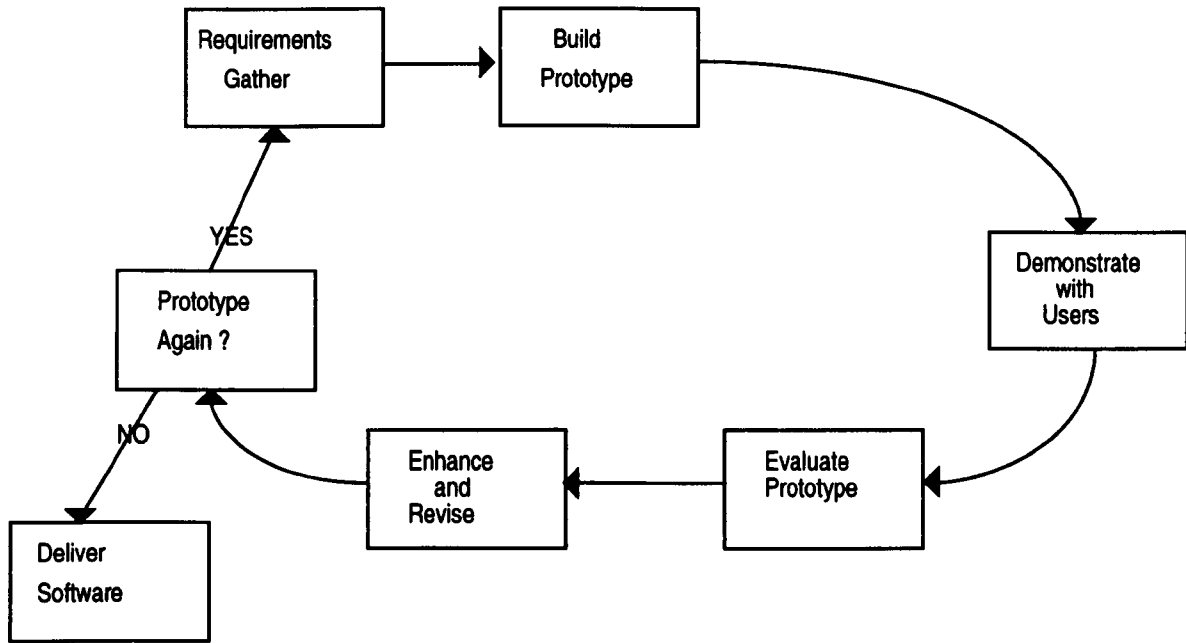 Requirements
Gather
Build
Prototype
Demonstrate
with
Users
Evaluate
Prototype
Enhance
and
Revise
Prototype
Again ?
YES
NO
Deliver
Software